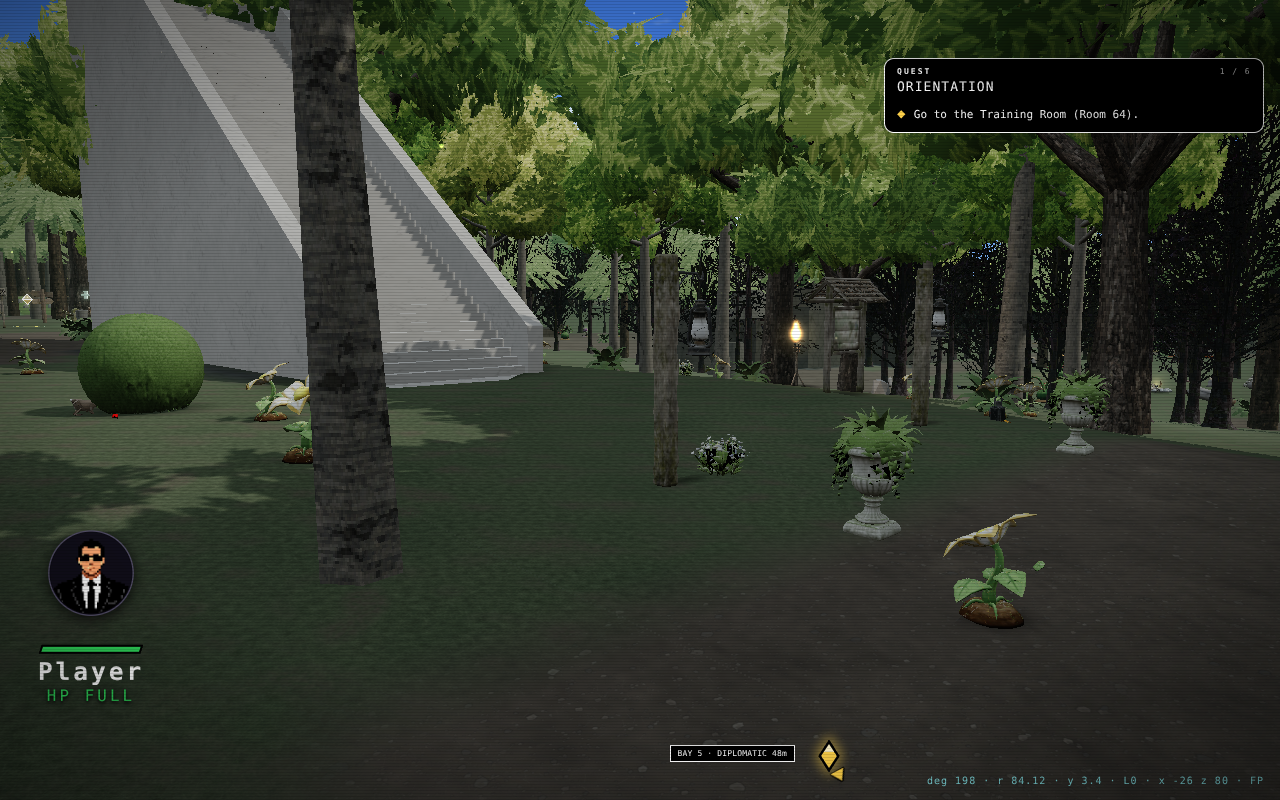 QUEST 1 / 6
ORIENTATION
Go to the Training Room (Room 64).
Player
HP FULL
BAY 5 · DIPLOMATIC 48m
deg 198 · r 84.12 · y 3.4 · L0 · x -26 z 80 · FP